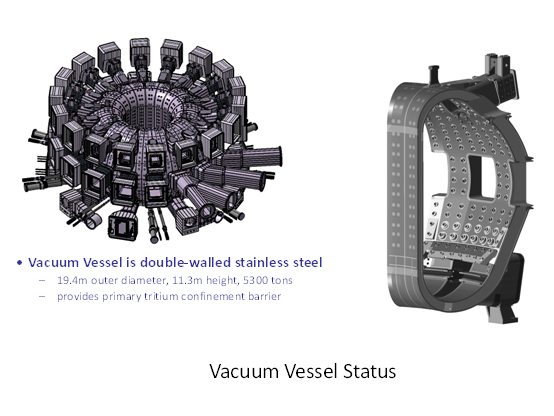 • Vacuum Vessel is double-walled stainless steel
– 19.4m outer diameter, 11.3m height, 5300 tons
– provides primary tritium confinement barrier
Vacuum Vessel Status